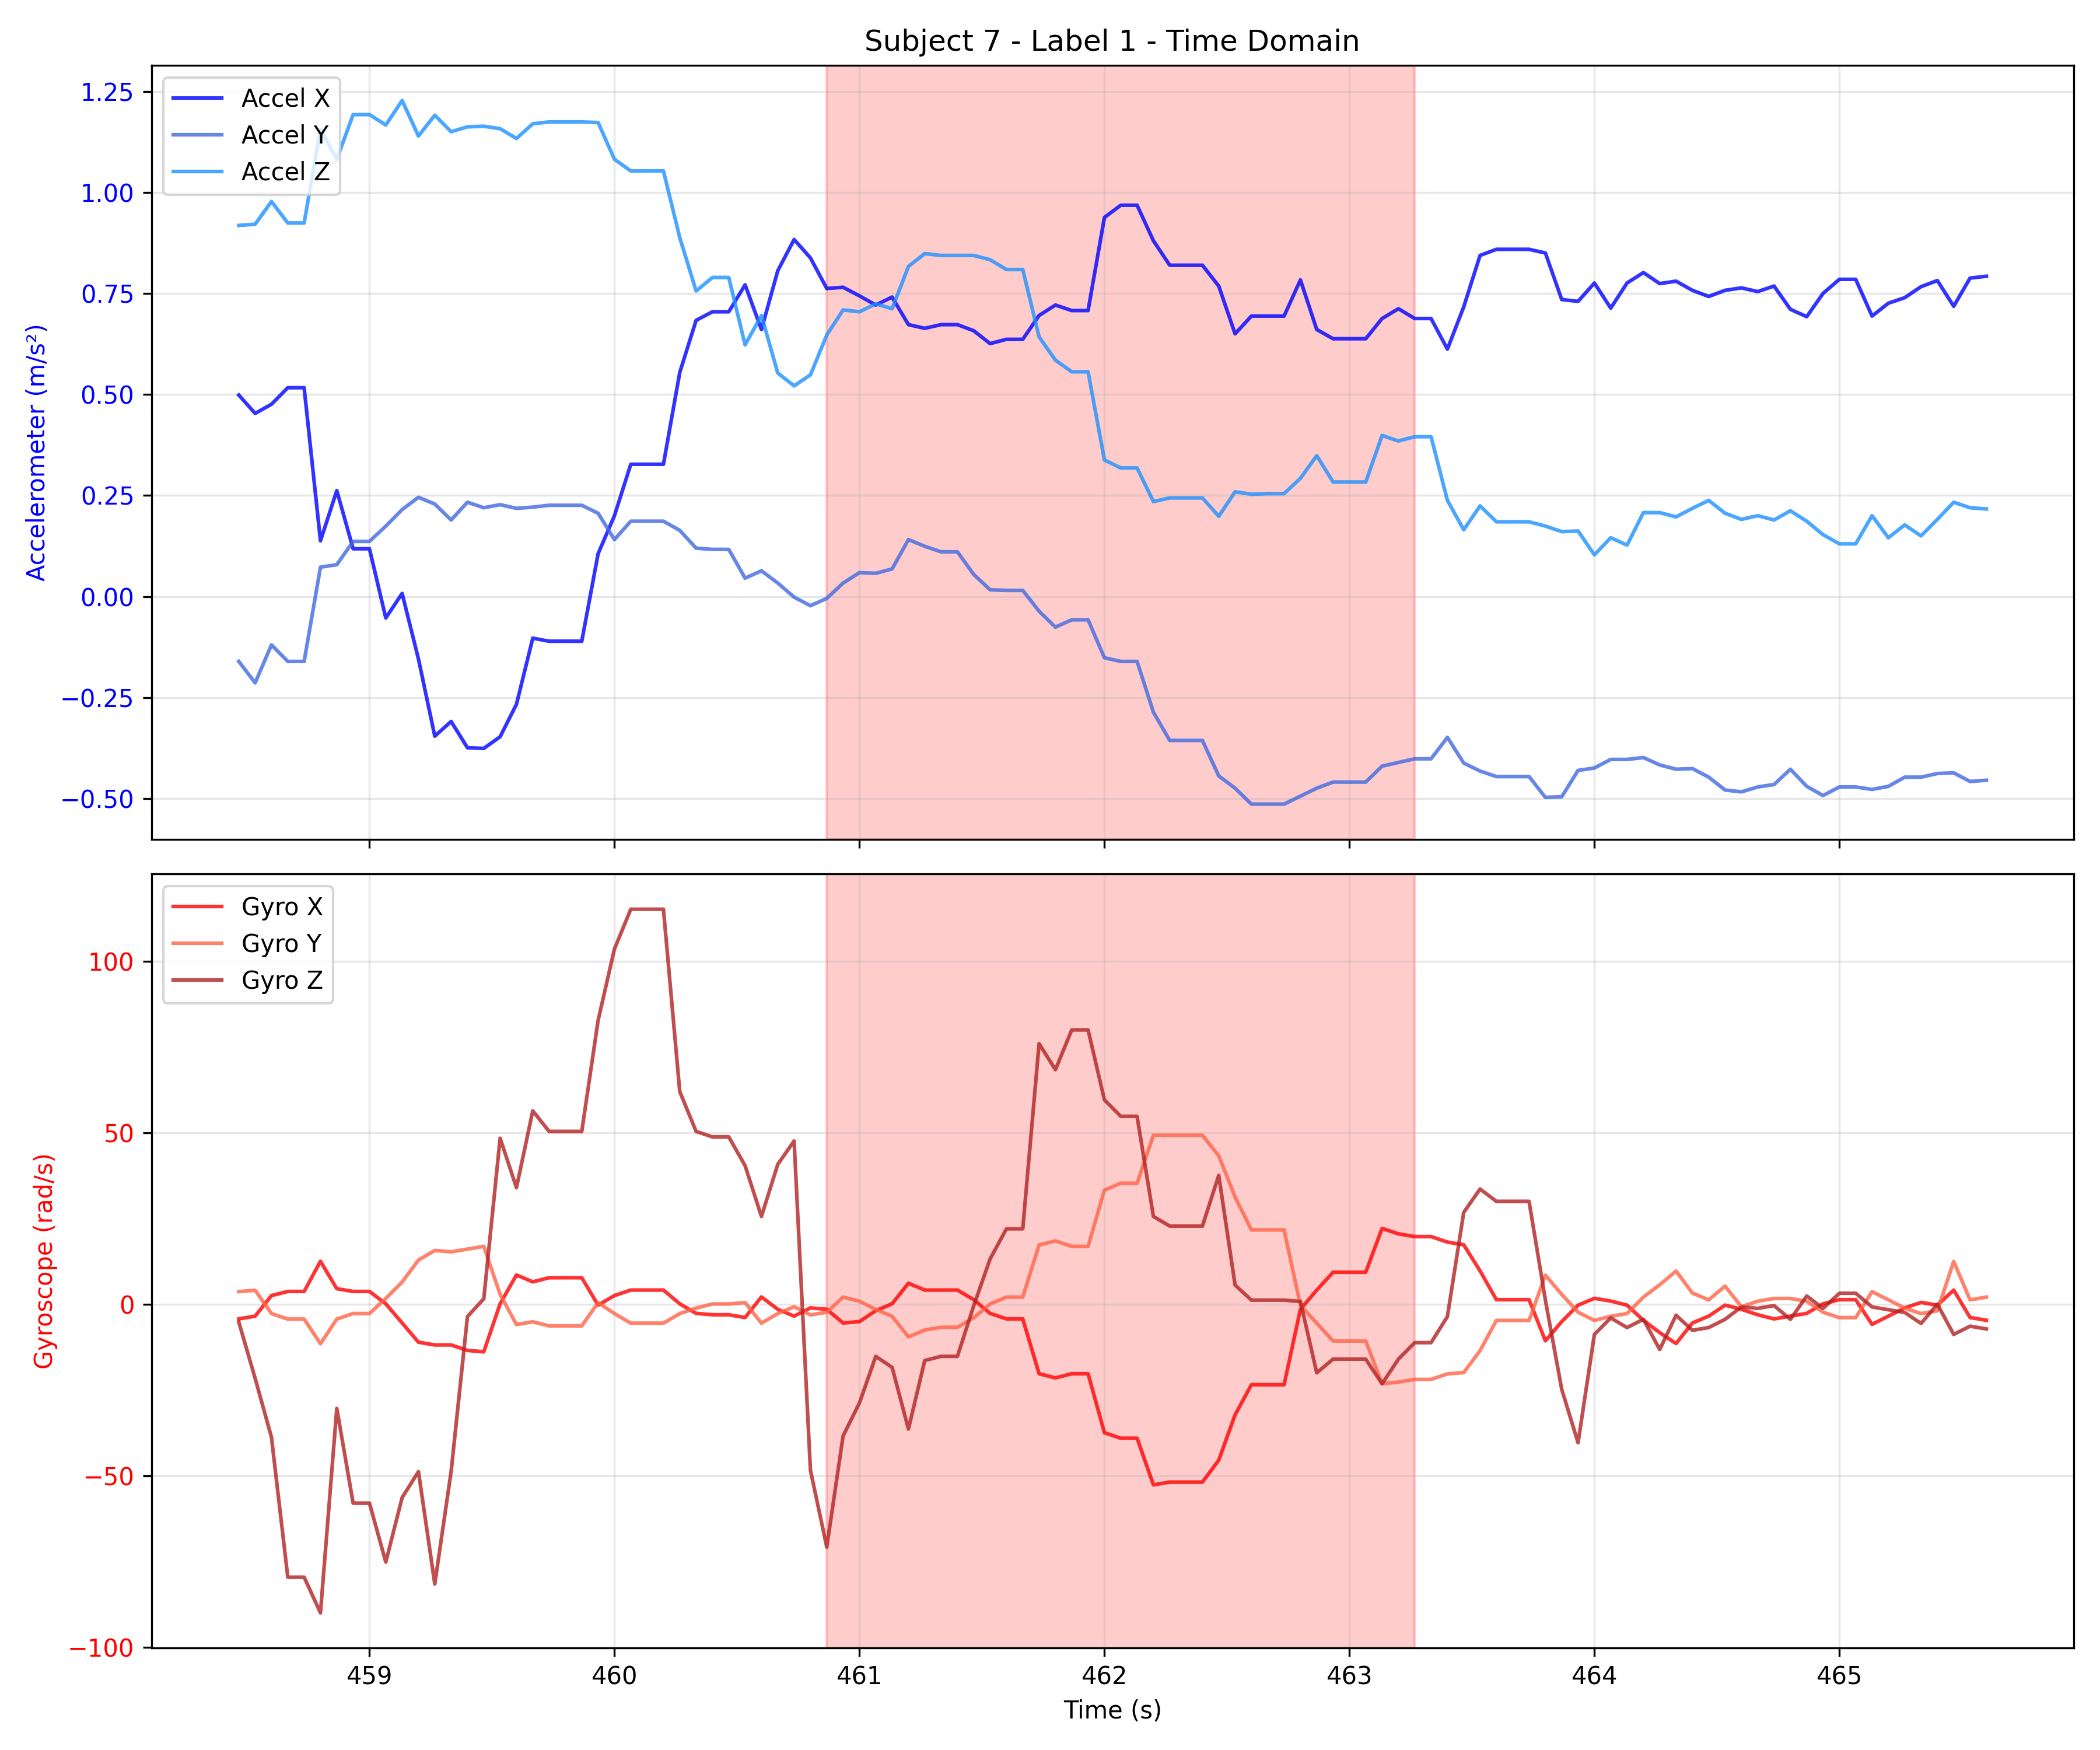 Subject 7 - Label 1 - Time Domain
Accelerometer (m/s²)
1.25
1.00
0.75
0.50
0.25
0.00
−0.25
−0.50
Accel X
Accel Y
Accel Z
Gyroscope (rad/s)
100
50
0
−50
−100
Gyro X
Gyro Y
Gyro Z
459 460 461 462 463 464 465
Time (s)